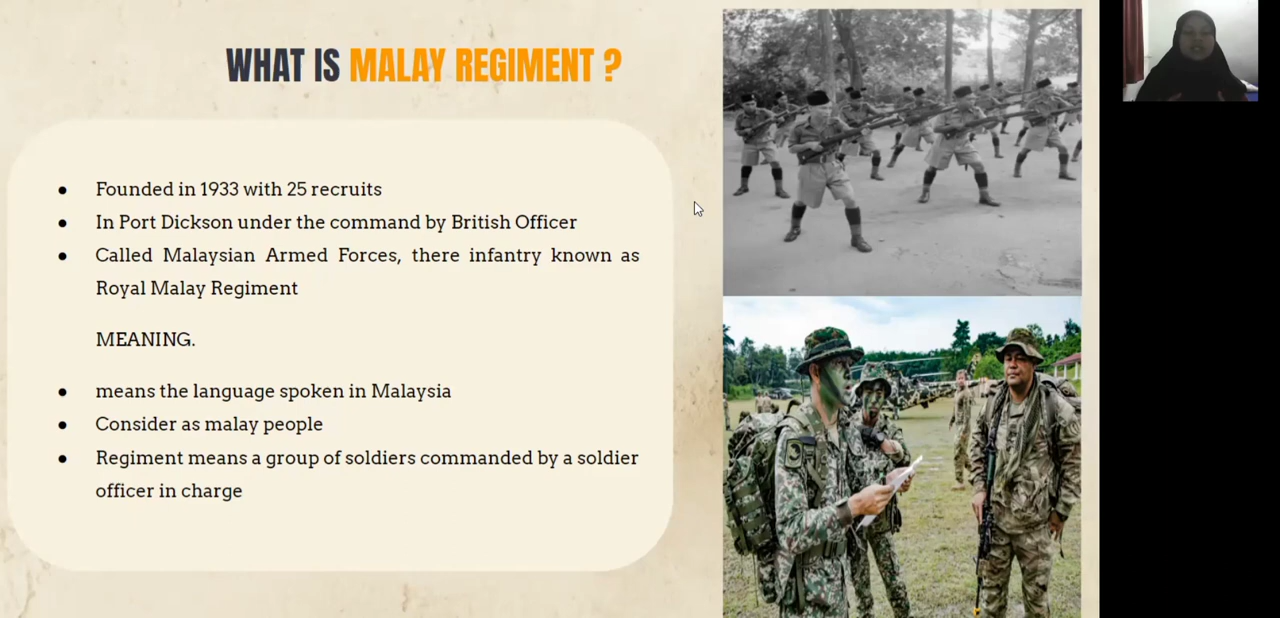 WHAT IS MALAY REGIMENT ?
● Founded in 1933 with 25 recruits
● In Port Dickson under the command by British Officer
● Called Malaysian Armed Forces, there infantry known as
Royal Malay Regiment
MEANING.
● means the language spoken in Malaysia
● Consider as malay people
● Regiment means a group of soldiers commanded by a soldier
officer in charge